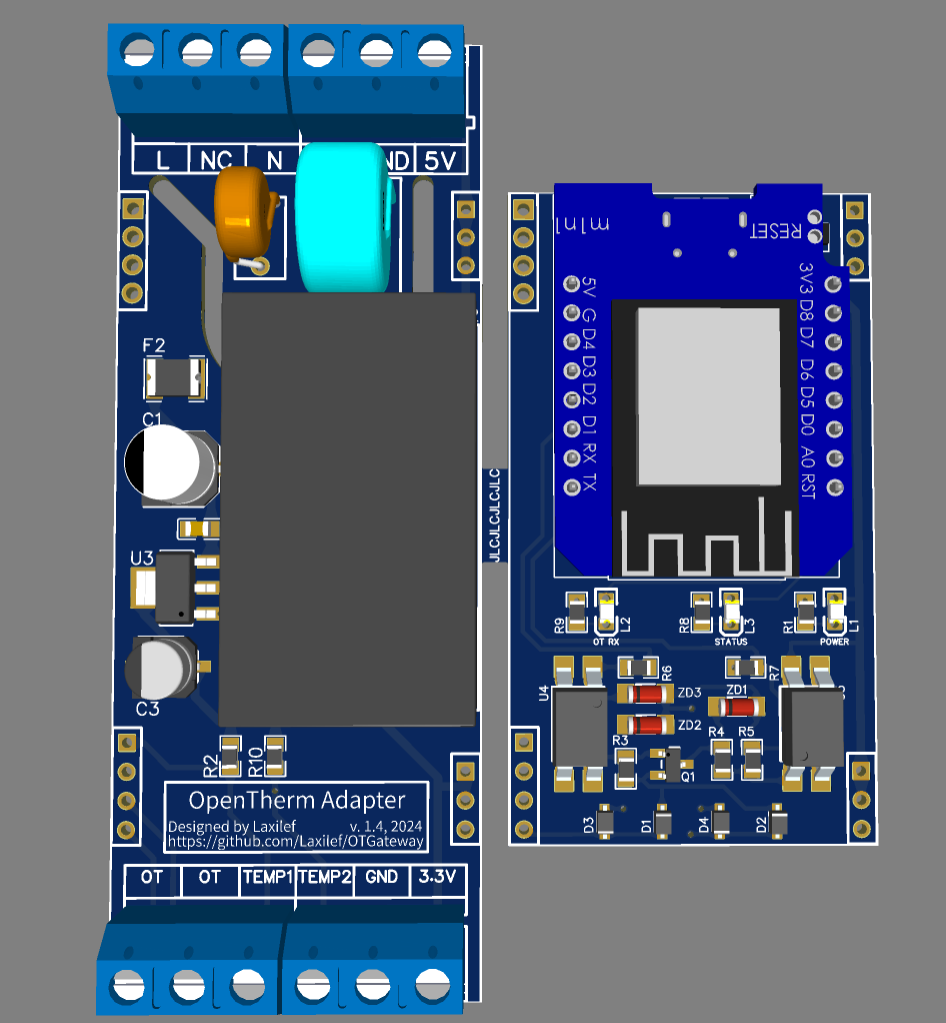 L NC N ND 5V
F2
C1
U3
C3
R2
R10
OpenTherm Adapter
Designed by Laxilef v. 1.4, 2024
https://github.com/Laxilef/OTGateway
OT OT TEMP1 TEMP2 GND 3.3V
JLCJLCJLCJLC
mini
RESET
5V
G
D4
D3
D2
D1
RX
TX
3V3
D8
D7
D6
D5
D0
A0
RST
R9
L2
R8
L3
R1
L1
OT RX
STATUS
POWER
U4
R6
R7
ZD3
ZD1
ZD2
R3
Q1
R4
R5
D3
D1
D4
D2